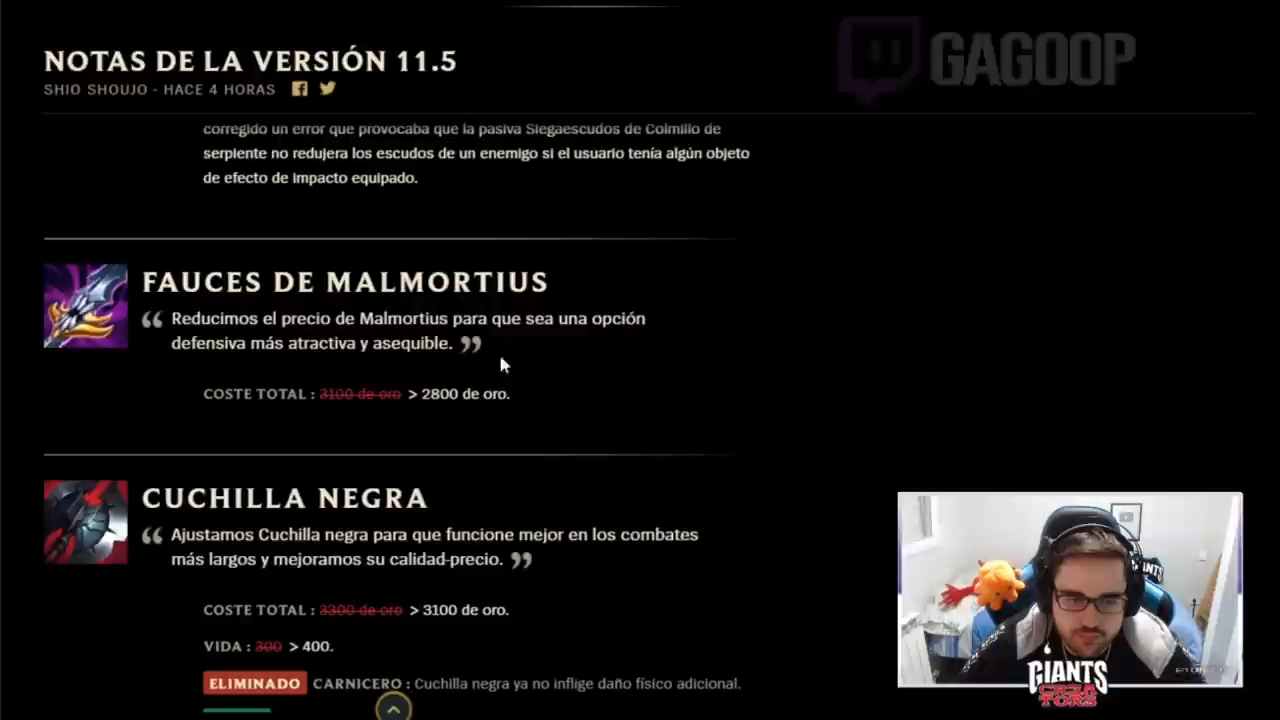 GAGOOP
NOTAS DE LA VERSIÓN 11.5
SHIO SHOUJO - HACE 4 HORAS
corregido un error que provocaba que la pasiva Siegaescudos de Colmillo de
serpiente no redujera los escudos de un enemigo si el usuario tenía algún objeto
de efecto de impacto equipado.
FAUCES DE MALMORTIUS
“ Reducimos el precio de Malmortius para que sea una opción
defensiva más atractiva y asequible. ”
COSTE TOTAL : 3100 de oro > 2800 de oro.
CUCHILLA NEGRA
“ Ajustamos Cuchilla negra para que funcione mejor en los combates
más largos y mejoramos su calidad-precio. ”
COSTE TOTAL : 3300 de oro > 3100 de oro.
VIDA : 300 > 400.
ELIMINADO CARNICERO : Cuchilla negra ya no inflige daño físico adicional.
GIANTS
CREA
TORS
EN DIRECTO